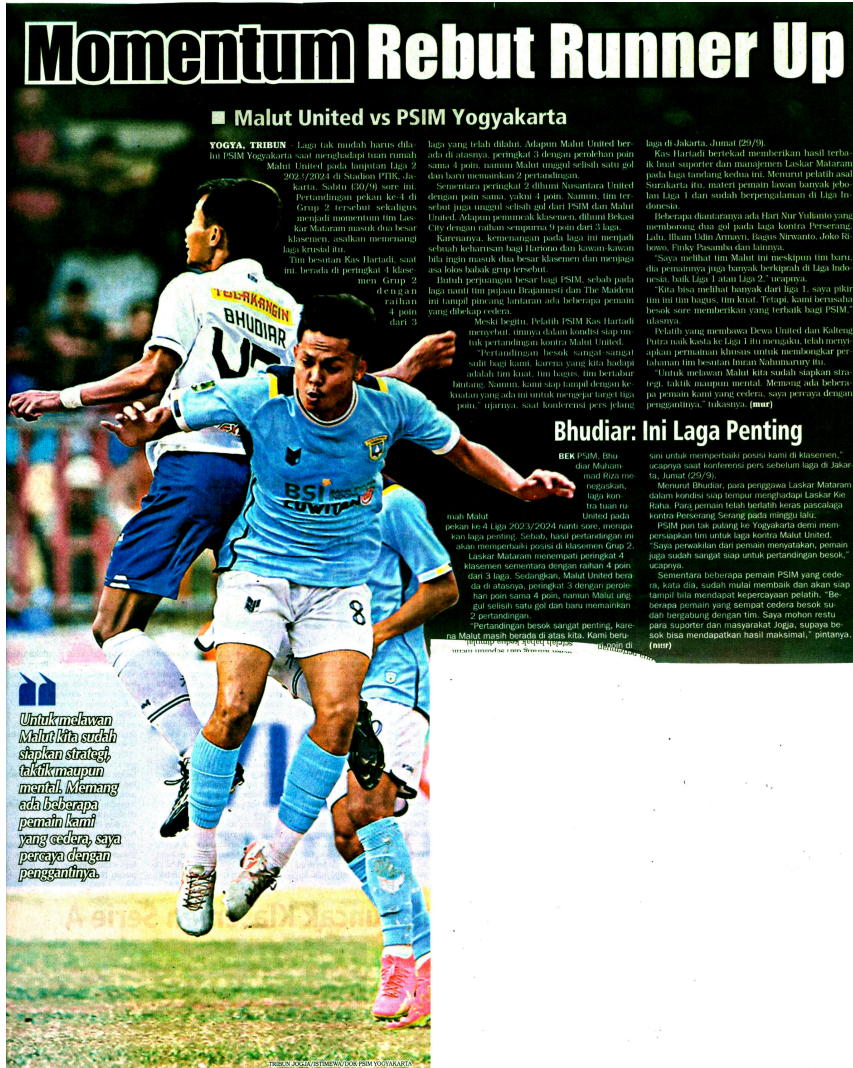 Momentum Rebut Runner Up
■ Malut United vs PSIM Yogyakarta
YOGYA, TRIBUN - Laga tak mudah harus dila-
lui PSIM Yogyakarta saat menghadapi tuan rumah
Malut United pada lanjutan Liga 2
2023/2024 di Stadion PTIK, Ja-
karta, Sabtu (30/9) sore ini.
Pertandingan pekan ke-4 di
Grup 2 tersebut sekaligus
menjadi momentum tim Las-
kar Mataram masuk dua besar
klasemen, asalkan memenangi
laga krusial itu.
Tim besutan Kas Hartadi, saat
ini, berada di peringkat 4 klase-
men Grup 2
dengan
raihan
4 poin
dari 3
laga yang telah dilalui. Adapun Malut United ber-
ada di atasnya, peringkat 3 dengan perolehan poin
sama 4 poin, namun Malut unggul selisih satu gol
dan baru memainkan 2 pertandingan.
Sementara peringkat 2 dihuni Nusantara United
dengan poin sama, yakni 4 poin. Namun, tim ter-
sebut juga unggul selisih gol dari PSIM dan Malut
United. Adapun pemuncak klasemen, dihuni Bekasi
City dengan raihan sempurna 9 poin dari 3 laga.
Karenanya, kemenangan pada laga ini menjadi
sebuah keharusan bagi Hariono dan kawan-kawan
bila ingin masuk dua besar klasemen dan menjaga
asa lolos babak grup tersebut.
Butuh perjuangan besar bagi PSIM, sebab pada
laga nanti tim pujaan Brajamusti dan The Maident
ini tampil pincang lantaran ada beberapa pemain
yang dibekap cedera.
Meski begitu, Pelatih PSIM Kas Hartadi
menyebut, timnya dalam kondisi siap un-
tuk pertandingan kontra Malut United.
"Pertandingan besok sangat-sangat
sulit bagi kami, karena yang kita hadapi
adalah tim kuat, tim bagus, tim bertabur
bintang. Namun, kami siap tampil dengan ke-
kuatan yang ada ini untuk mengejar target tiga
poin," ujarnya, saat konferensi pers jelang
laga di Jakarta, Jumat (29/9).
Kas Hartadi bertekad memberikan hasil terba-
ik buat suporter dan manajemen Laskar Mataram
pada laga tandang kedua ini. Menurut pelatih asal
Surakarta itu, materi pemain lawan banyak jebo-
lan Liga 1 dan sudah berpengalaman di Liga In-
donesia.
Beberapa diantaranya ada Hari Nur Yulianto yang
memborong dua gol pada laga kontra Perserang.
Lalu, Ilham Udin Armayn, Bagus Nirwanto, Joko Ri-
bowo, Finky Pasamba dan lainnya.
"Saya melihat tim Malut ini meskipun tim baru,
dia pemainnya juga banyak berkiprah di Liga Indo-
nesia, baik Liga 1 atau Liga 2," ucapnya.
"Kita bisa melihat banyak dari liga 1, saya pikir
tim ini tim bagus, tim kuat. Tetapi, kami berusaha
besok sore memberikan yang terbaik bagi PSIM,"
ulasnya.
Pelatih yang membawa Dewa United dan Kalteng
Putra naik kasta ke Liga 1 itu mengaku, telah menyi-
apkan permainan khusus untuk membongkar per-
tahanan tim besutan Imran Nahumarury itu.
"Untuk melawan Malut kita sudah siapkan stra-
tegi, taktik maupun mental. Memang ada bebera-
pa pemain kami yang cedera, saya percaya dengan
penggantinya," tukasnya. (mur)
Bhudiar: Ini Laga Penting
BEK PSIM, Bhu
diar Muham-
mad Riza me
negaskan,
laga kon-
tra tuan ru-
mah Malut United pada
pekan ke 4 Liga 2023/2024 nanti sore, merupa-
kan laga penting. Sebab, hasil pertandingan ini
akan memperbaiki posisi di klasemen Grup 2.
Laskar Mataram menempati peringkat 4
klasemen sementara dengan raihan 4 poin
dari 3 laga. Sedangkan, Malut United bera-
da di atasnya, peringkat 3 dengan perole-
han poin sama 4 poin, namun Malut ung-
gul selisih satu gol dan baru memainkan
2 pertandingan.
"Pertandingan besok sangat penting, kare-
na Malut masih berada di atas kita. Kami beru-
poin di
sini untuk memperbaiki posisi kami di klasemen,"
ucapnya saat konferensi pers sebelum laga di Jakar
ta, Jumat (29/9).
Menurut Bhudiar, para penggawa Laskar Mataram
dalam kondisi siap tempur menghadapi Laskar Kie
Raha. Para pemain telah berlatih keras pascalaga
kontra Perserang Serang pada minggu lalu.
PSIM pun tak pulang ke Yogyakarta demi mem-
persiapkan tim untuk laga kontra Malut United.
"Saya perwakilan dari pemain menyatakan, pemain
juga sudah sangat siap untuk pertandingan besok,"
ucapnya.
Sementara beberapa pemain PSIM yang cede-
ra, kata dia, sudah mulai membaik dan akan siap
tampil bila mendapat kepercayaan pelatih. "Be-
berapa pemain yang sempat cedera besok su-
dah bergabung dengan tim. Saya mohon restu
para suporter dan masyarakat Jogja, supaya be-
sok bisa mendapatkan hasil maksimal," pintanya.
(mur)
TOLAKANGIN
BHUDIAR
BSI
CUWITAN
8
Untuk melawan
Malut kita sudah
siapkan strategi,
taktik maupun
mental. Memang
ada beberapa
pemain kami
yang cedera, saya
percaya dengan
penggantinya.
TRIBUN JOGJA/ISTIMEWA/DOK PSIM YOGYAKARTA